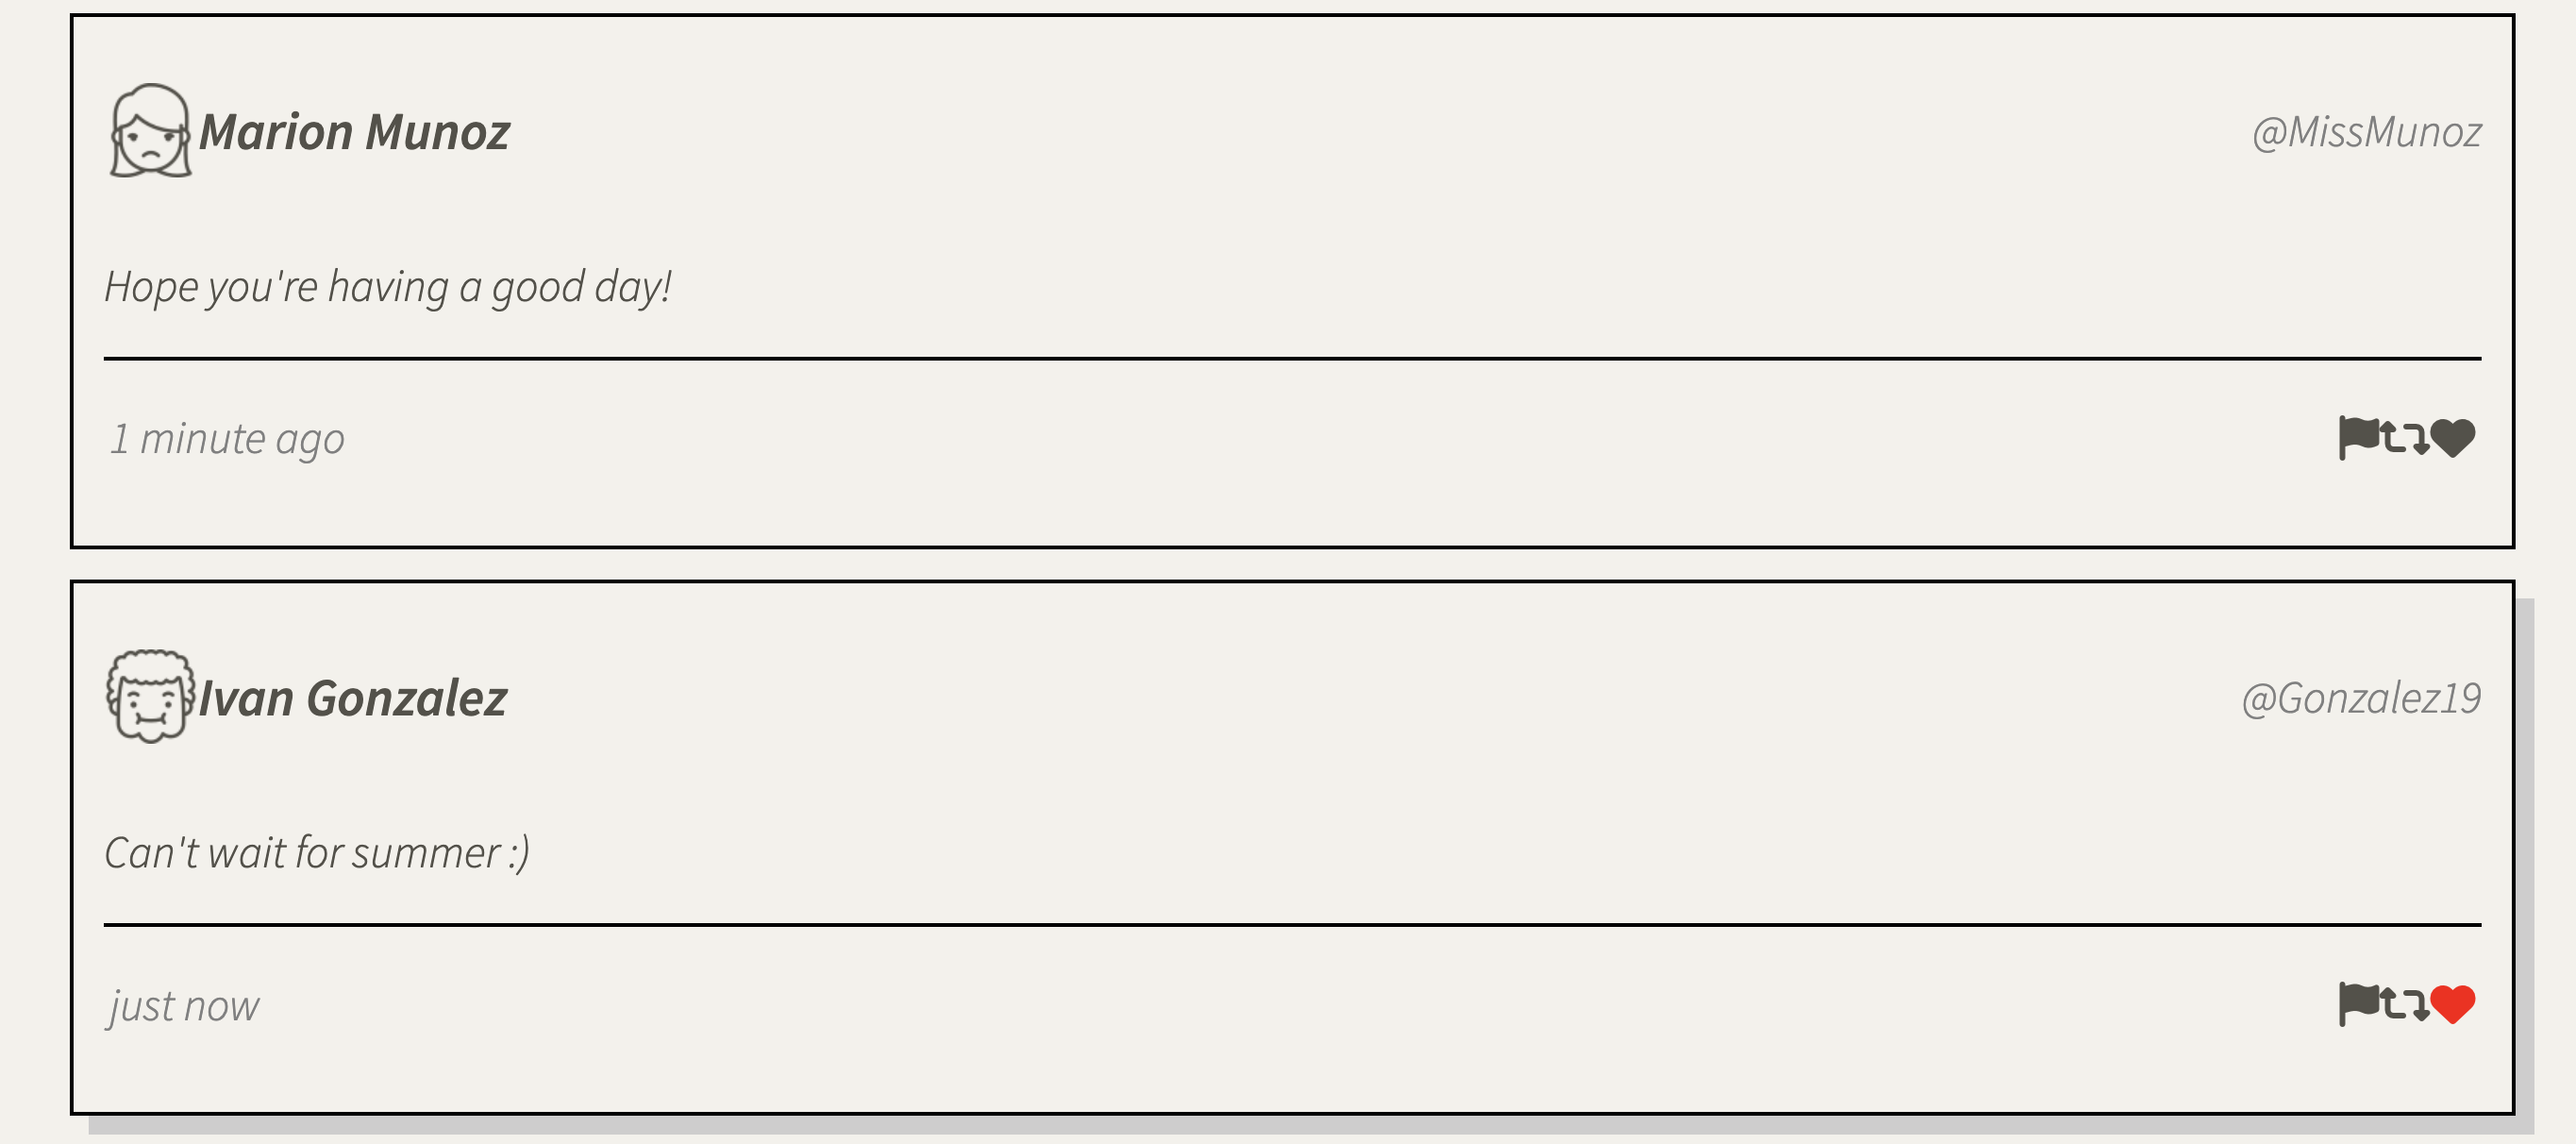 Marion Munoz
@MissMunoz
Hope you're having a good day!
1 minute ago
Ivan Gonzalez
@Gonzalez19
Can't wait for summer :)
just now